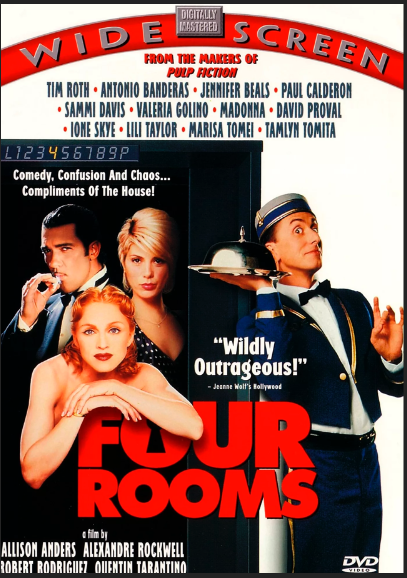 DIGITALLY
MASTERED
WIDE SCREEN
FROM THE MAKERS OF
PULP FICTION
TIM ROTH • ANTONIO BANDERAS • JENNIFER BEALS • PAUL CALDERON
• SAMMI DAVIS • VALERIA GOLINO • MADONNA • DAVID PROVAL
• IONE SKYE • LILI TAYLOR • MARISA TOMEI • TAMLYN TOMITA
L123456789P
Comedy, Confusion And Chaos...
Compliments Of The House!
“Wildly
Outrageous!”
– Jeanne Wolf's Hollywood
FOUR
ROOMS
a film by
ALLISON ANDERS ALEXANDRE ROCKWELL
ROBERT RODRIGUEZ QUENTIN TARANTINO
DVD
VIDEO